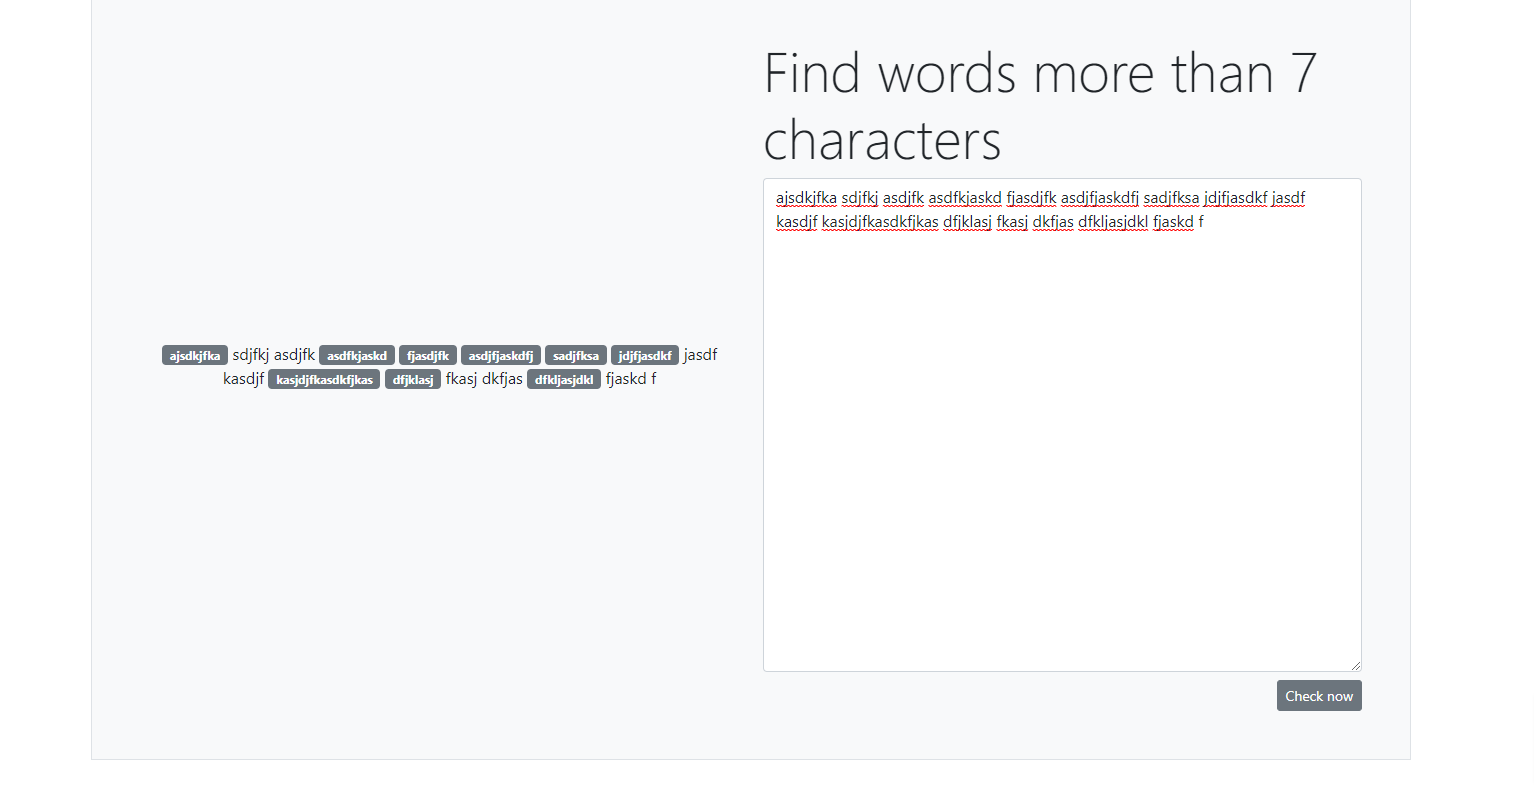 Find words more than 7
characters
ajsdkjfka sdjfkj asdjfk asdfkjaskd fjasdjfk asdjfjaskdfj sadjfksa jdjfjasdkf jasdf
kasdjf kasjdjfkasdkfjkas dfjklasj fkasj dkfjas dfkljasjdkl fjaskd f
ajsdkjfka sdjfkj asdjfk asdfkjaskd fjasdjfk asdjfjaskdfj sadjfksa jdjfjasdkf jasdf
kasdjf kasjdjfkasdkfjkas dfjklasj fkasj dkfjas dfkljasjdkl fjaskd f
Check now